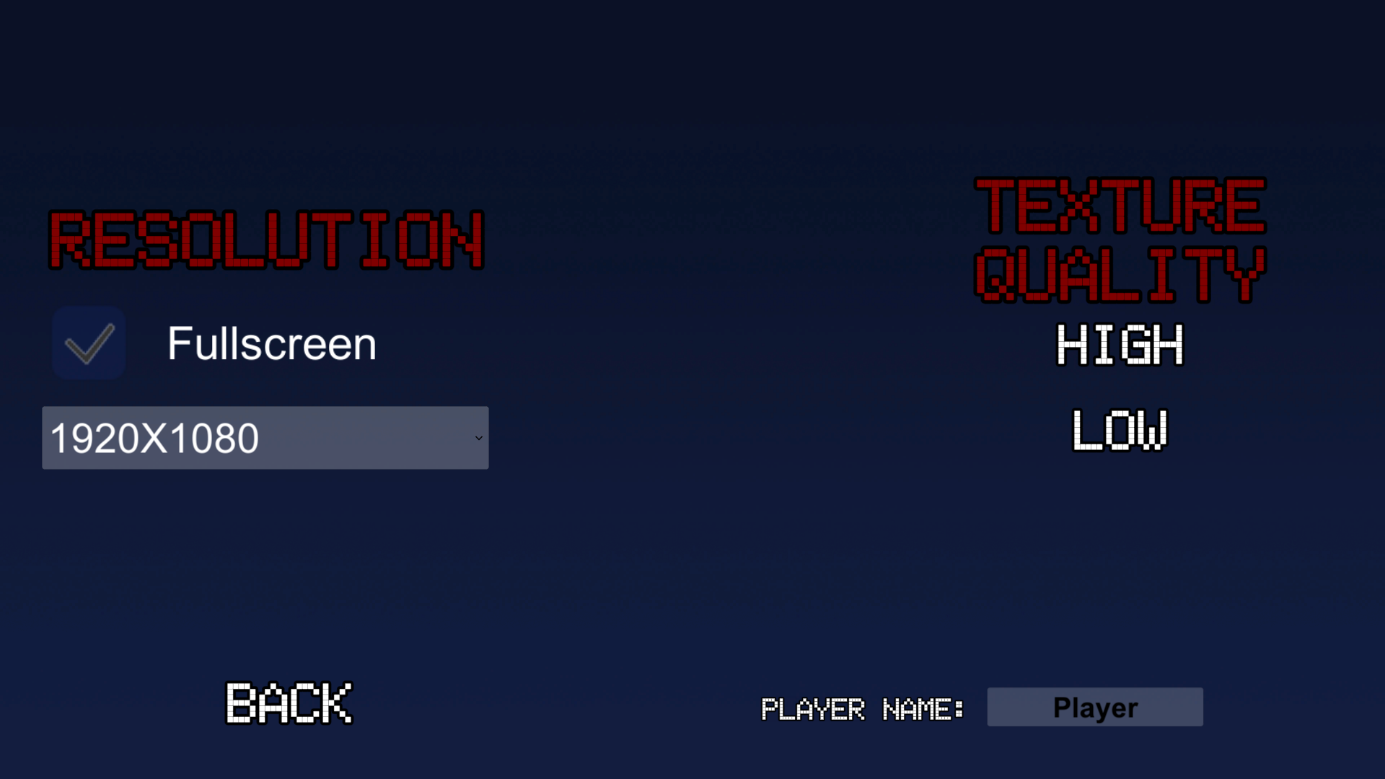 RESOLUTION
Fullscreen
1920X1080
TEXTURE
QUALITY
HIGH
LOW
BACK
PLAYER NAME: Player